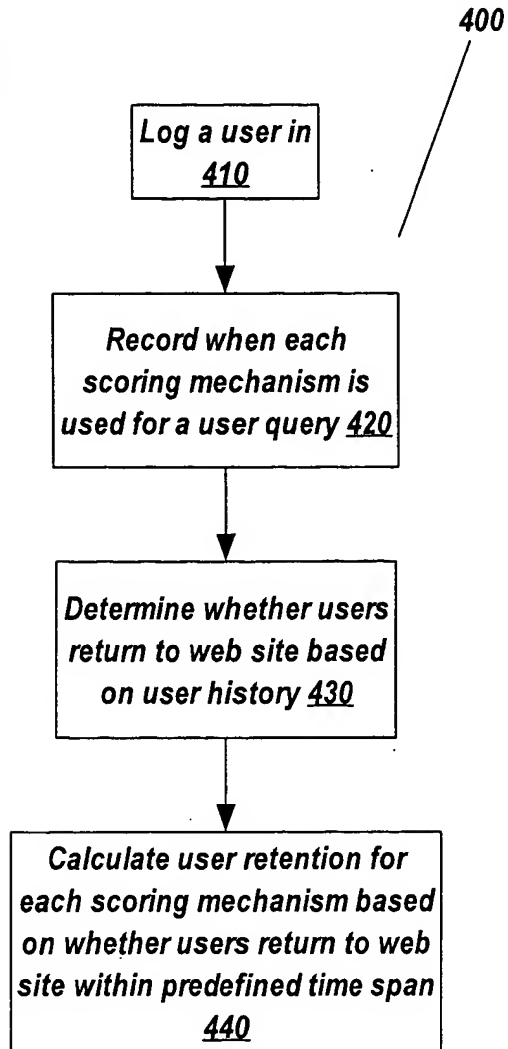 400
Log a user in
410
Record when each
scoring mechanism is
used for a user query 420
Determine whether users
return to web site based
on user history 430
Calculate user retention for
each scoring mechanism based
on whether users return to web
site within predefined time span
440